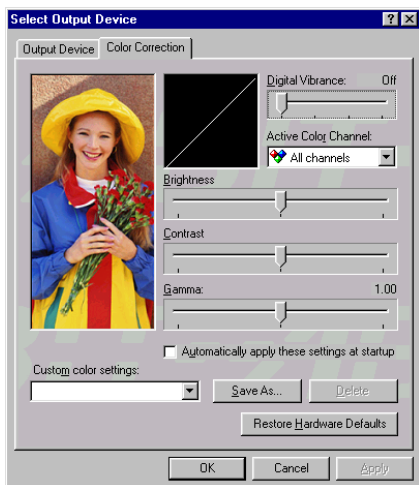 Select Output Device
Output Device Color Correction
Digital Vibrance: Off
Active Color Channel:
All channels
Brightness
Contrast
Gamma: 1.00
Automatically apply these settings at startup
Custom color settings:
Save As... Delete
Restore Hardware Defaults
OK Cancel Apply